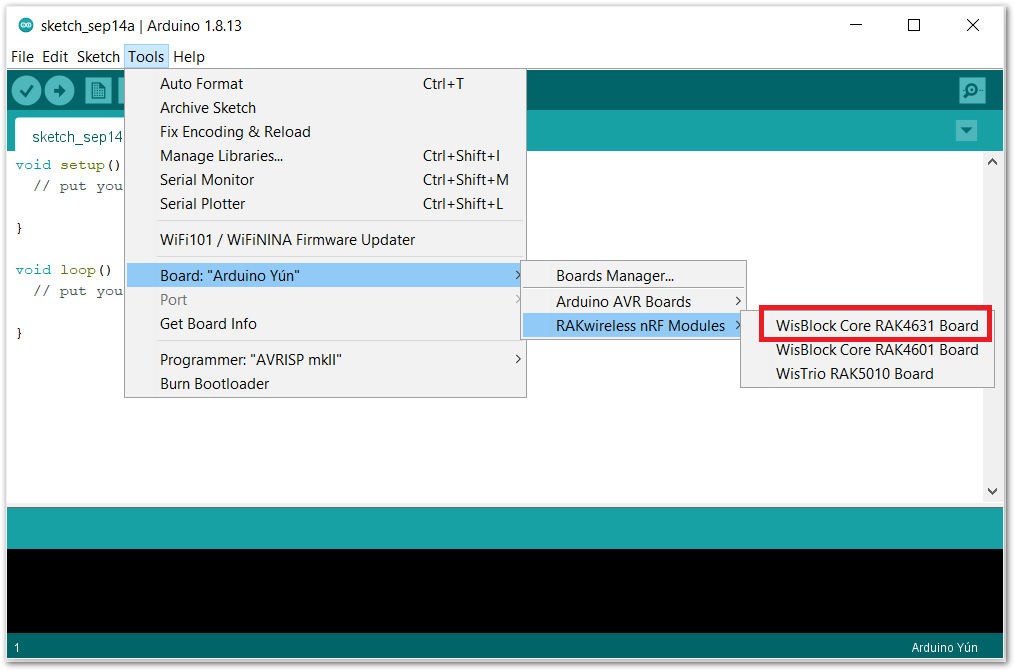 sketch_sep14a | Arduino 1.8.13
File Edit Sketch Tools Help
Auto Format Ctrl+T
Archive Sketch
Fix Encoding & Reload
Manage Libraries... Ctrl+Shift+I
Serial Monitor Ctrl+Shift+M
Serial Plotter Ctrl+Shift+L
WiFi101 / WiFiNINA Firmware Updater
Board: "Arduino Yún"
Port
Get Board Info
Programmer: "AVRISP mkII"
Burn Bootloader
Boards Manager...
Arduino AVR Boards
RAKwireless nRF Modules
WisBlock Core RAK4631 Board
WisBlock Core RAK4601 Board
WisTrio RAK5010 Board
sketch_sep14
void setup()
// put you
}
void loop()
// put you
}
1 Arduino Yún